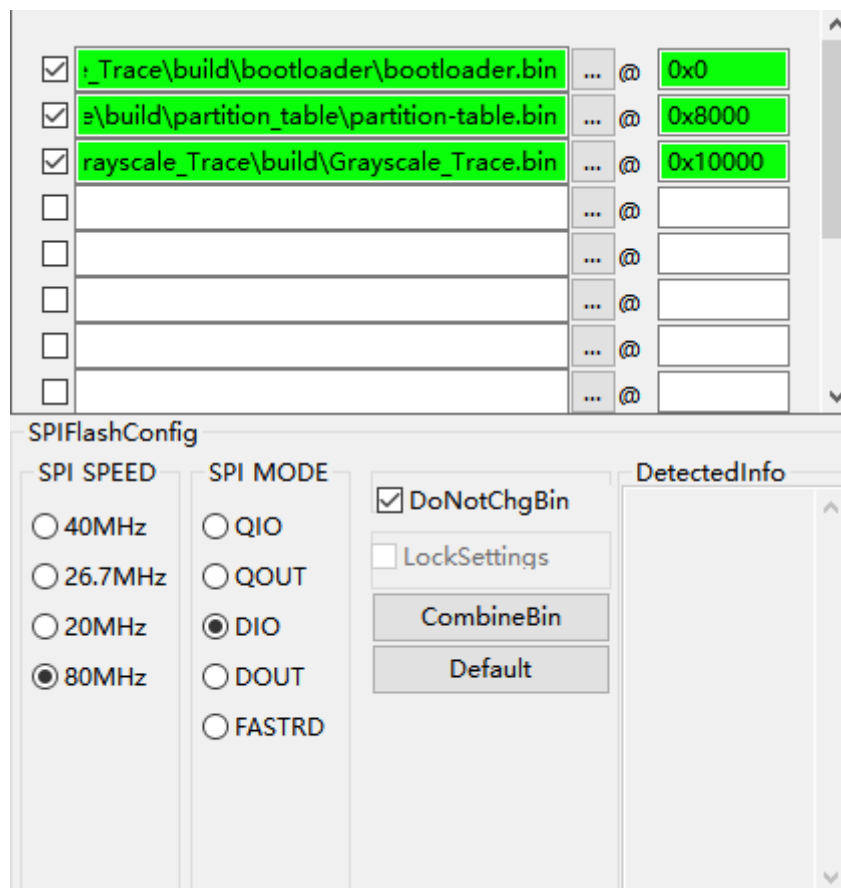 e_Trace\build\bootloader\bootloader.bin ... @ 0x0
e\build\partition_table\partition-table.bin ... @ 0x8000
rayscale_Trace\build\Grayscale_Trace.bin ... @ 0x10000
... @
... @
... @
... @
... @
SPIFlashConfig
SPI SPEED
40MHz
26.7MHz
20MHz
80MHz
SPI MODE
QIO
QOUT
DIO
DOUT
FASTRD
DoNotChgBin
LockSettings
CombineBin
Default
DetectedInfo